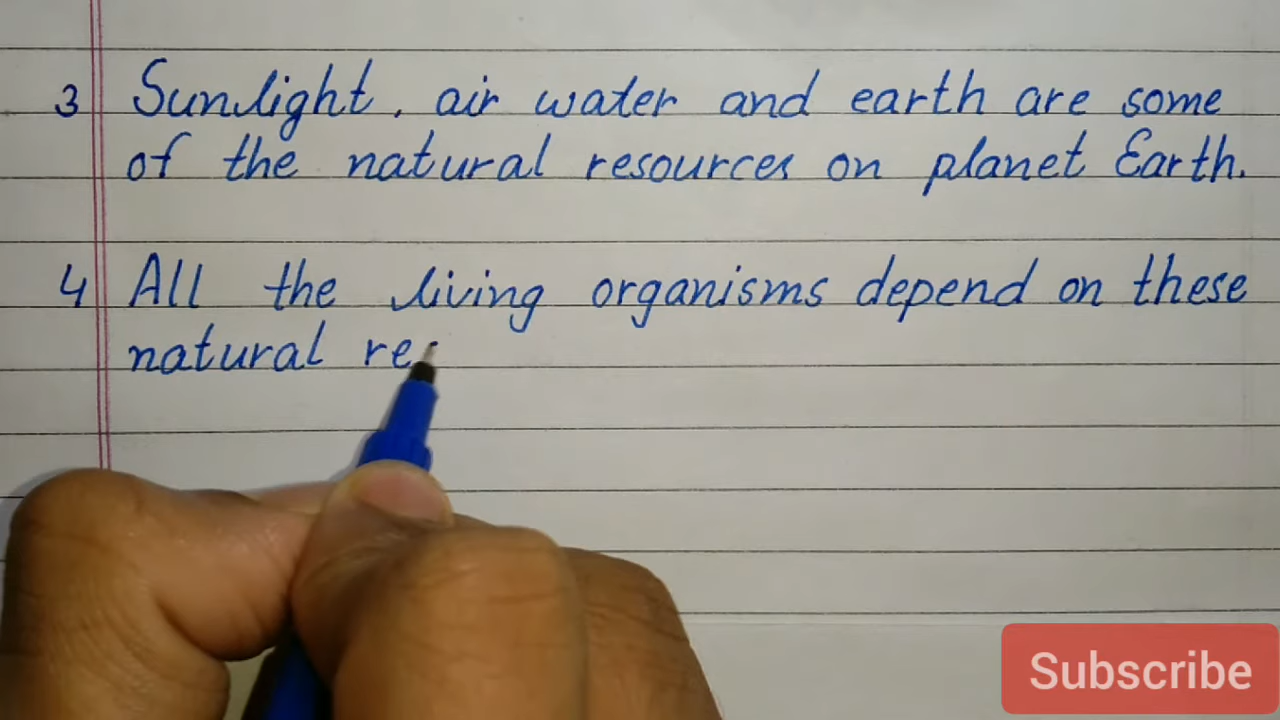 3 Sunlight, air water and earth are some
of the natural resources on planet Earth.
4 All the living organisms depend on these
natural re
Subscribe